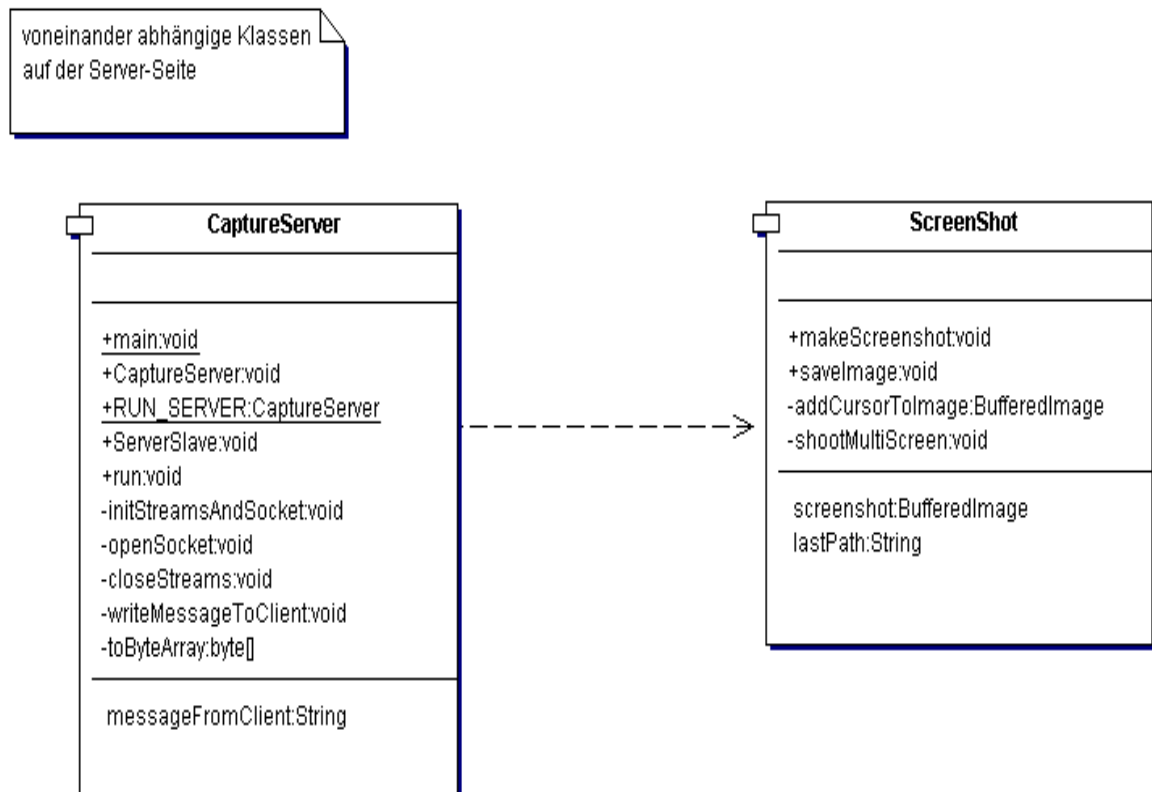 voneinander abhängige Klassen
auf der Server-Seite
CaptureServer
+main:void
+CaptureServer:void
+RUN_SERVER:CaptureServer
+ServerSlave:void
+run:void
-initStreamsAndSocket:void
-openSocket:void
-closeStreams:void
-writeMessageToClient:void
-toByteArray:byte[]
messageFromClient:String
ScreenShot
+makeScreenshot:void
+saveImage:void
-addCursorToImage:BufferedImage
-shootMultiScreen:void
screenshot:BufferedImage
lastPath:String